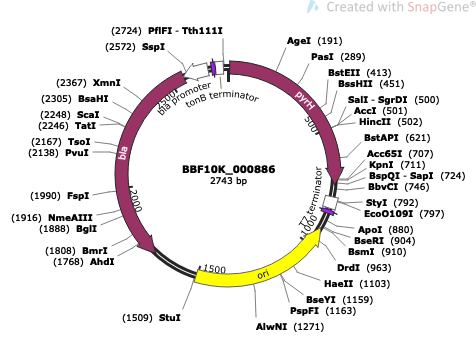 Created with SnapGene®
(2724) PflFI - Tth111I
(2572) SspI
(2367) XmnI
(2305) BsaHI
(2248) ScaI
(2246) TatI
(2167) TsoI
(2138) PvuI
(1990) FspI
(1916) NmeAIII
(1888) BglI
(1808) BmrI
(1768) AhdI
(1509) StuI
AgeI (191)
PasI (289)
BstEII (413)
BssHII (451)
SalI - SgrDI (500)
AccI (501)
HincII (502)
BstAPI (621)
Acc65I (707)
KpnI (711)
BspQI - SapI (724)
BbvCI (746)
StyI (792)
EcoO109I (797)
ApoI (880)
BseRI (904)
BsmI (910)
DrdI (963)
HaeII (1103)
BseYI (1159)
PspFI (1163)
AlwNI (1271)
bla promoter
tonB terminator
pyrH
T7 terminator
ori
bla
500
1000
1500
2000
2500
BBF10K_000886
2743 bp